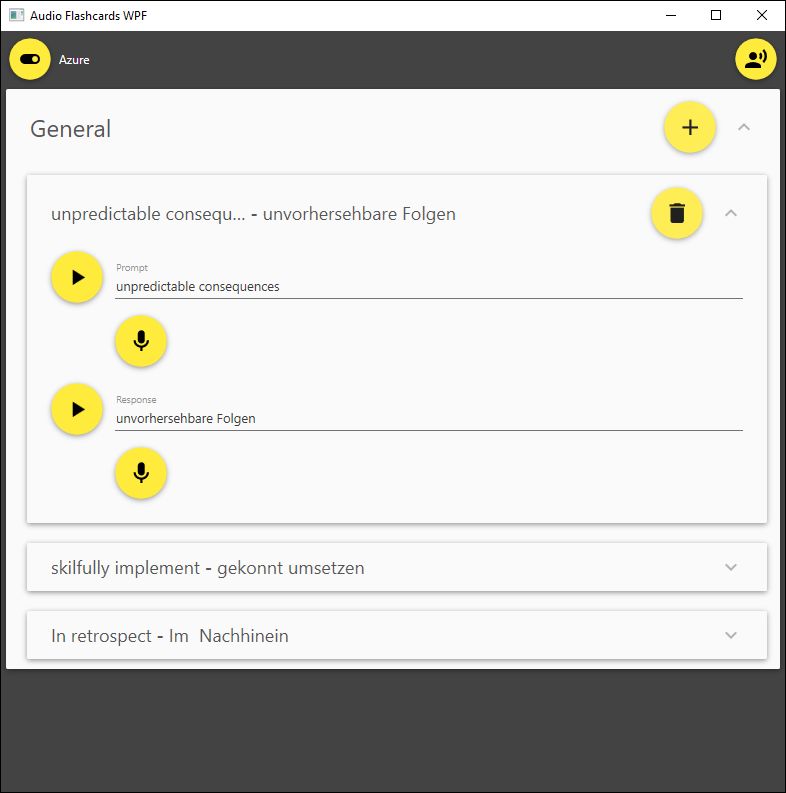 Audio Flashcards WPF
Azure
General
unpredictable consequ... - unvorhersehbare Folgen
Prompt
unpredictable consequences
Response
unvorhersehbare Folgen
skilfully implement - gekonnt umsetzen
In retrospect - Im  Nachhinein